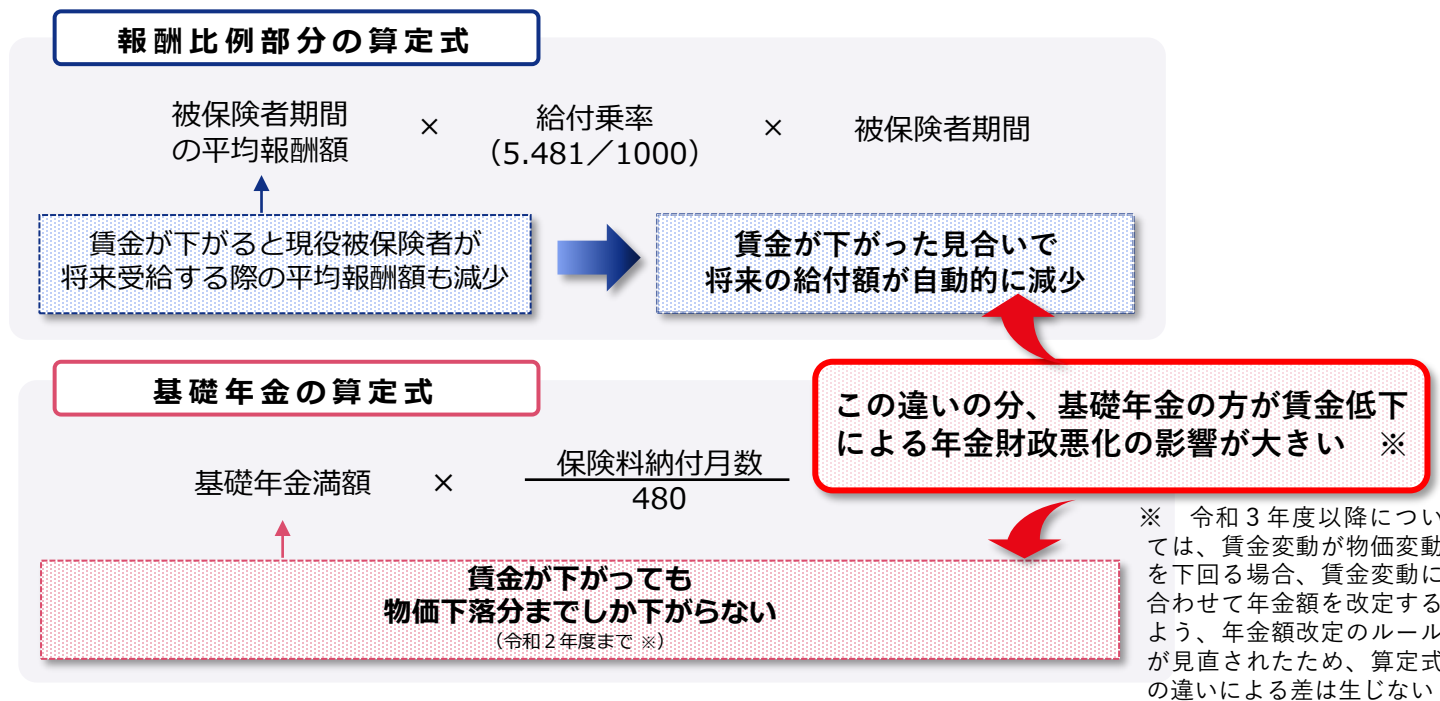 報酬比例部分の算定式
被保険者期間
の平均報酬額
×
給付乗率
（5.481／1000）
×
被保険者期間
賃金が下がると現役被保険者が
将来受給する際の平均報酬額も減少
賃金が下がった見合いで
将来の給付額が自動的に減少
基礎年金の算定式
この違いの分、基礎年金の方が賃金低下
による年金財政悪化の影響が大きい　※
基礎年金満額
×
保険料納付月数
480
賃金が下がっても
物価下落分までしか下がらない
（令和２年度まで ※）
※　令和３年度以降につい
ては、賃金変動が物価変動
を下回る場合、賃金変動に
合わせて年金額を改定する
よう、年金額改定のルール
が見直されたため、算定式
の違いによる差は生じない